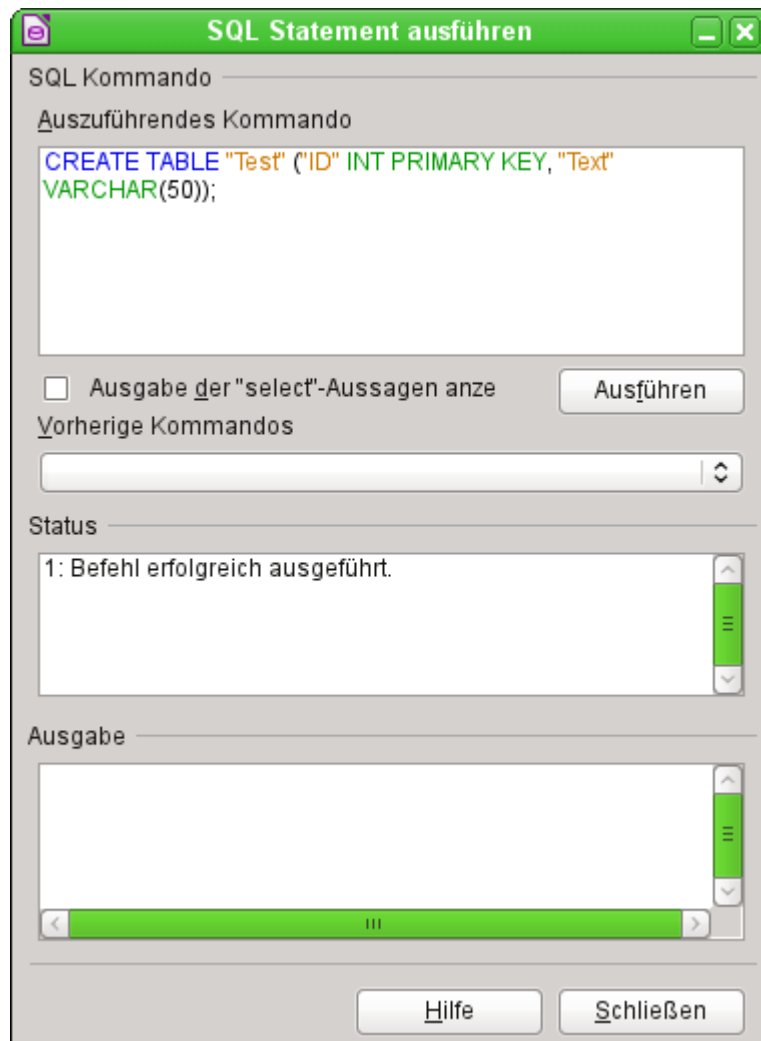 SQL Statement ausführen
SQL Kommando
Auszuführendes Kommando
CREATE TABLE "Test" ("ID" INT PRIMARY KEY, "Text"
VARCHAR(50));
Ausgabe der "select"-Aussagen anze
Ausführen
Vorherige Kommandos
Status
1: Befehl erfolgreich ausgeführt.
Ausgabe
Hilfe
Schließen